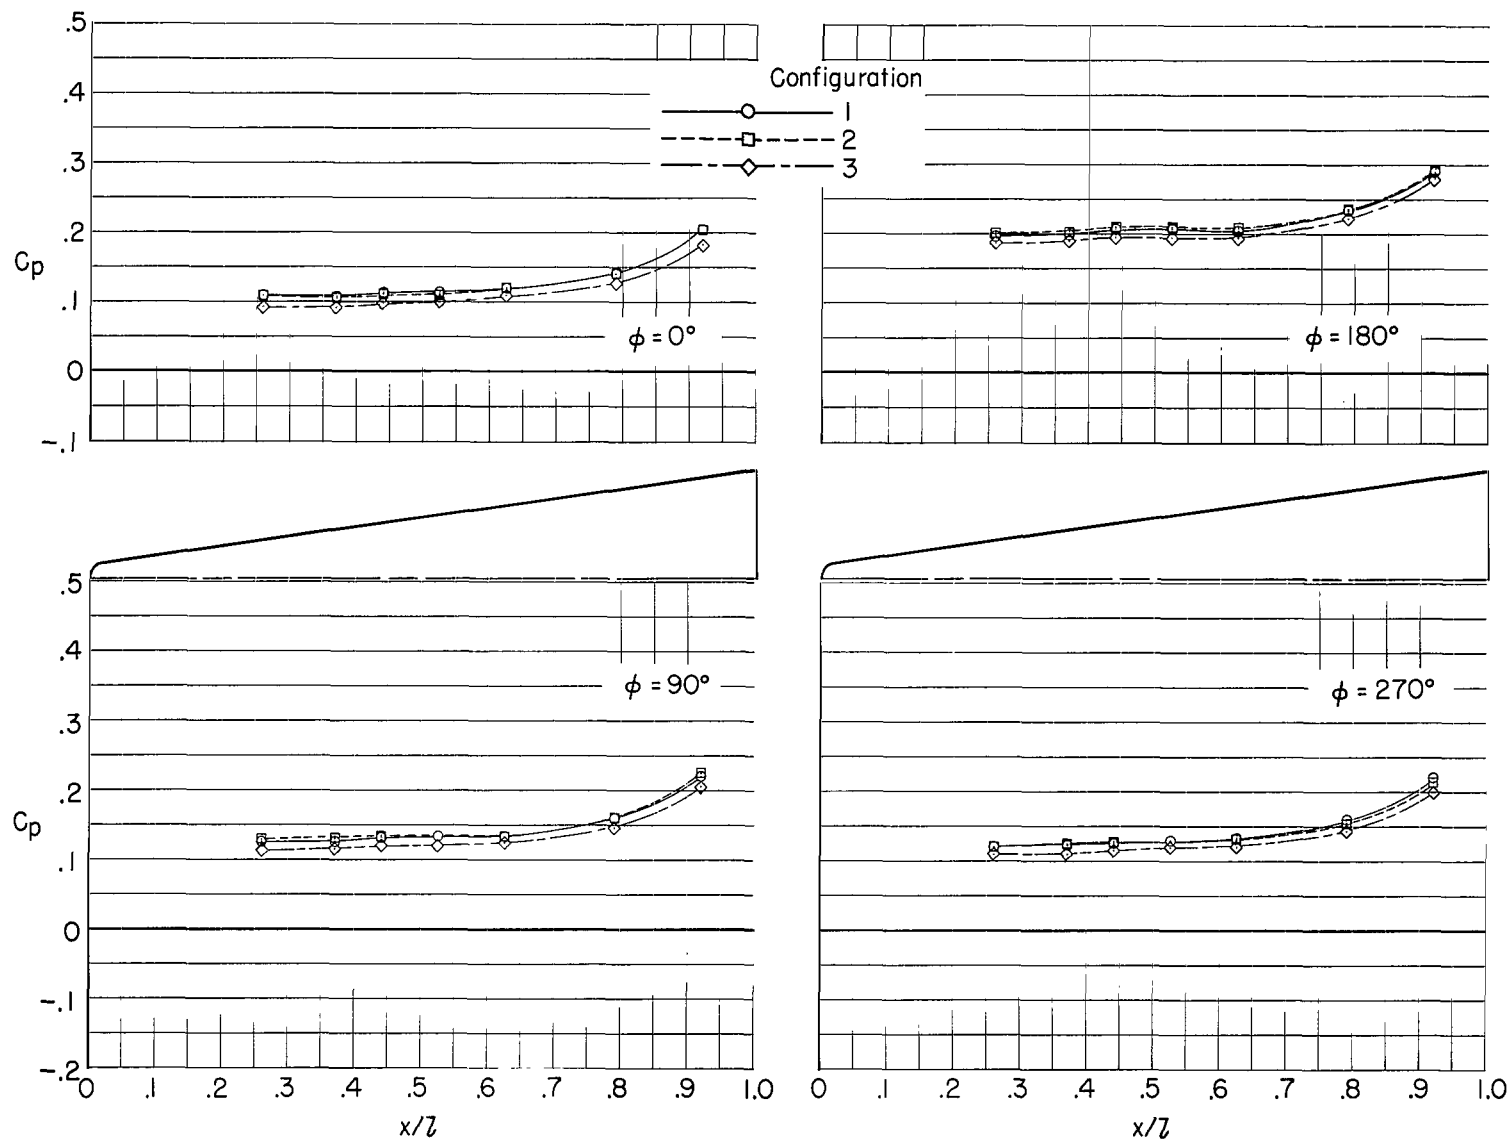 .5
.4
.3
.2
Cp
.1
0
-.1
Configuration
1
2
3
φ = 0°
φ = 180°
.5
.4
.3
.2
Cp
.1
0
-.1
-.2
φ = 90°
φ = 270°
0 .1 .2 .3 .4 .5 .6 .7 .8 .9 1.0
x/l
0 .1 .2 .3 .4 .5 .6 .7 .8 .9 1.0
x/l